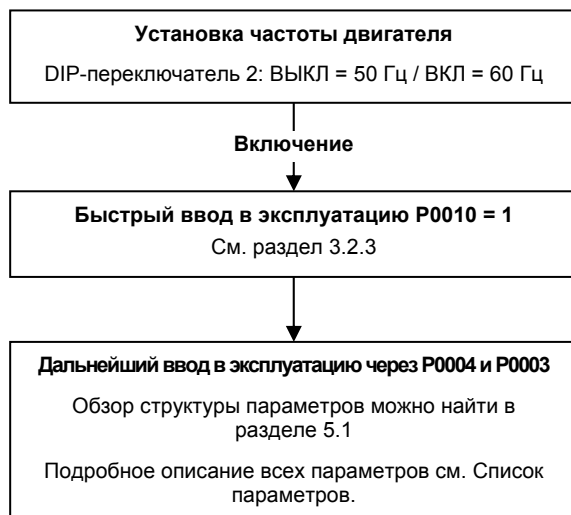 Установка частоты двигателя
DIP-переключатель 2: ВЫКЛ = 50 Гц / ВКЛ = 60 Гц
Включение
Быстрый ввод в эксплуатацию P0010 = 1
См. раздел 3.2.3
Дальнейший ввод в эксплуатацию через P0004 и P0003
Обзор структуры параметров можно найти в
разделе 5.1
Подробное описание всех параметров см. Список
параметров.